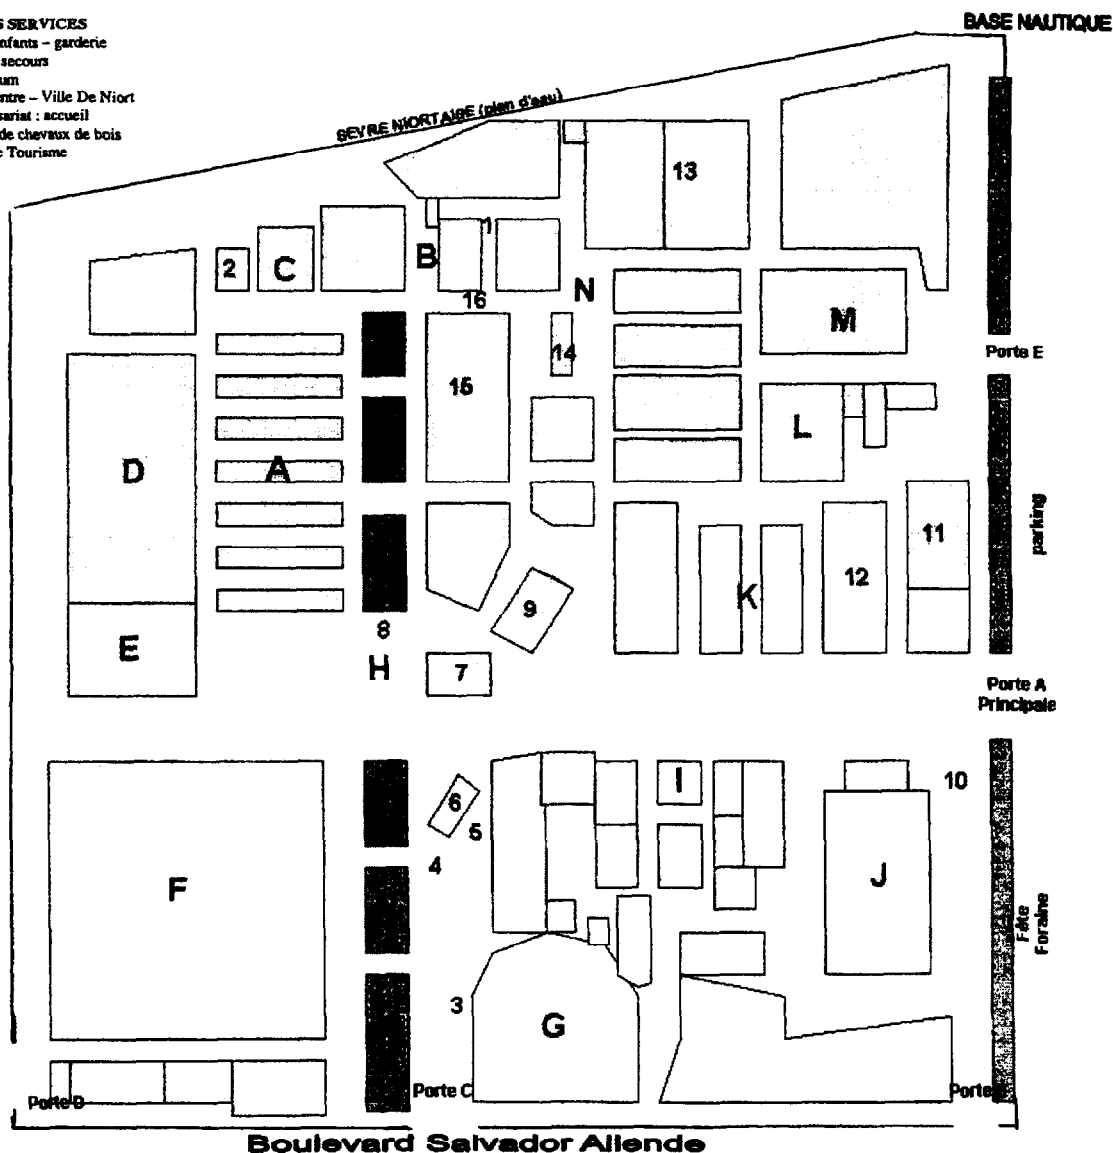 S SERVICES
nfants – garderie
secours
um
ntre – Ville De Niort
sariat : accueil
de chevaux de bois
e Tourisme
BASE NAUTIQUE
SEVRE NIORTAISE (plan d'eau)
13
1
B
2
C
16
N
M
14
Porte E
15
L
D
A
parking
11
12
K
9
8
E
H
7
Porte A
Principale
I
10
6
5
4
J
F
Fête
Foraine
3
G
Porte D
Porte C
Porte
Boulevard Salvador Allende